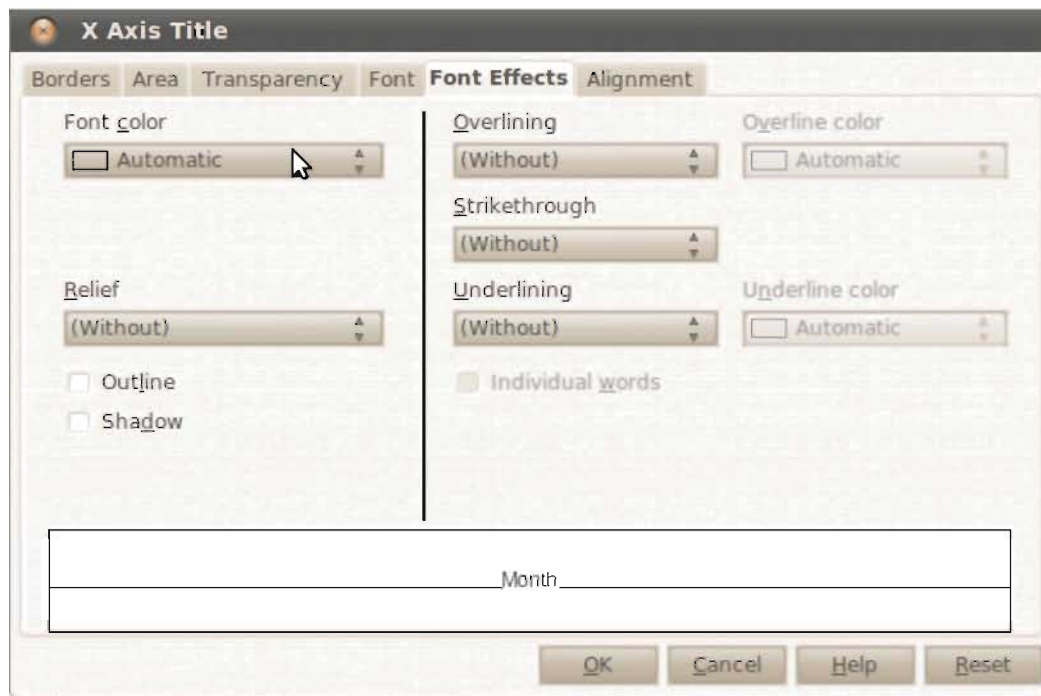 X Axis Title
Borders Area Transparency Font Font Effects Alignment
Font color
Automatic
Relief
(Without)
Outline
Shadow
Overlining
(Without)
Overline color
Automatic
Strikethrough
(Without)
Underlining
(Without)
Underline color
Automatic
Individual words
Month
OK Cancel Help Reset